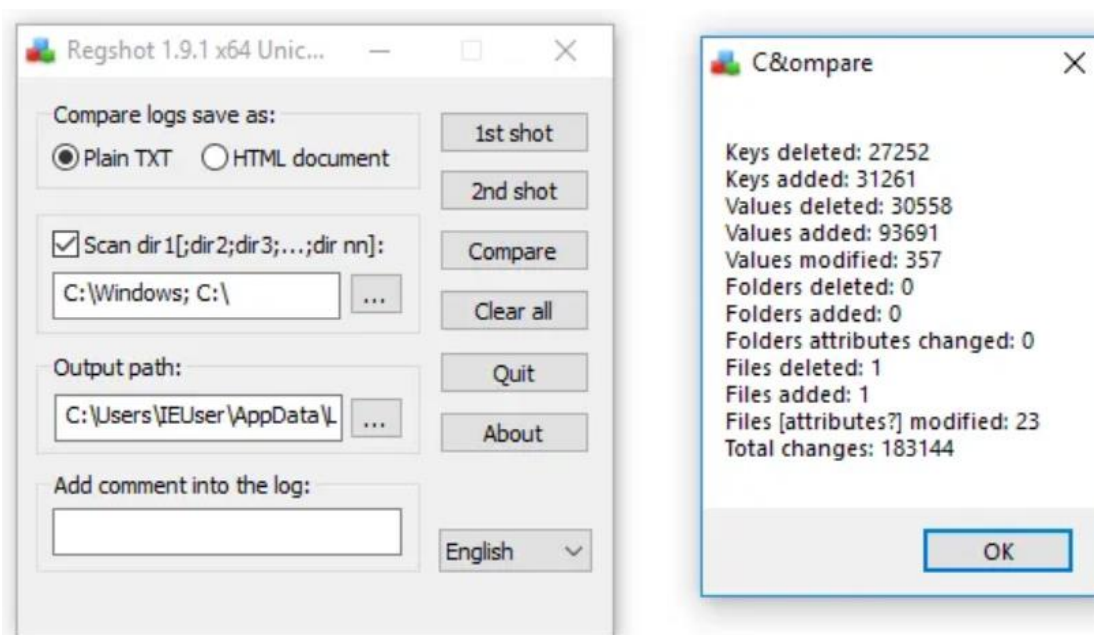 Regshot 1.9.1 x64 Unic...
Compare logs save as:
Plain TXT HTML document
Scan dir1[;dir2;dir3;...;dir nn]:
C:\Windows; C:\
...
Output path:
C:\Users\IEUser\AppData\L
...
Add comment into the log:
1st shot
2nd shot
Compare
Clear all
Quit
About
English
C&ompare
Keys deleted: 27252
Keys added: 31261
Values deleted: 30558
Values added: 93691
Values modified: 357
Folders deleted: 0
Folders added: 0
Folders attributes changed: 0
Files deleted: 1
Files added: 1
Files [attributes?] modified: 23
Total changes: 183144
OK